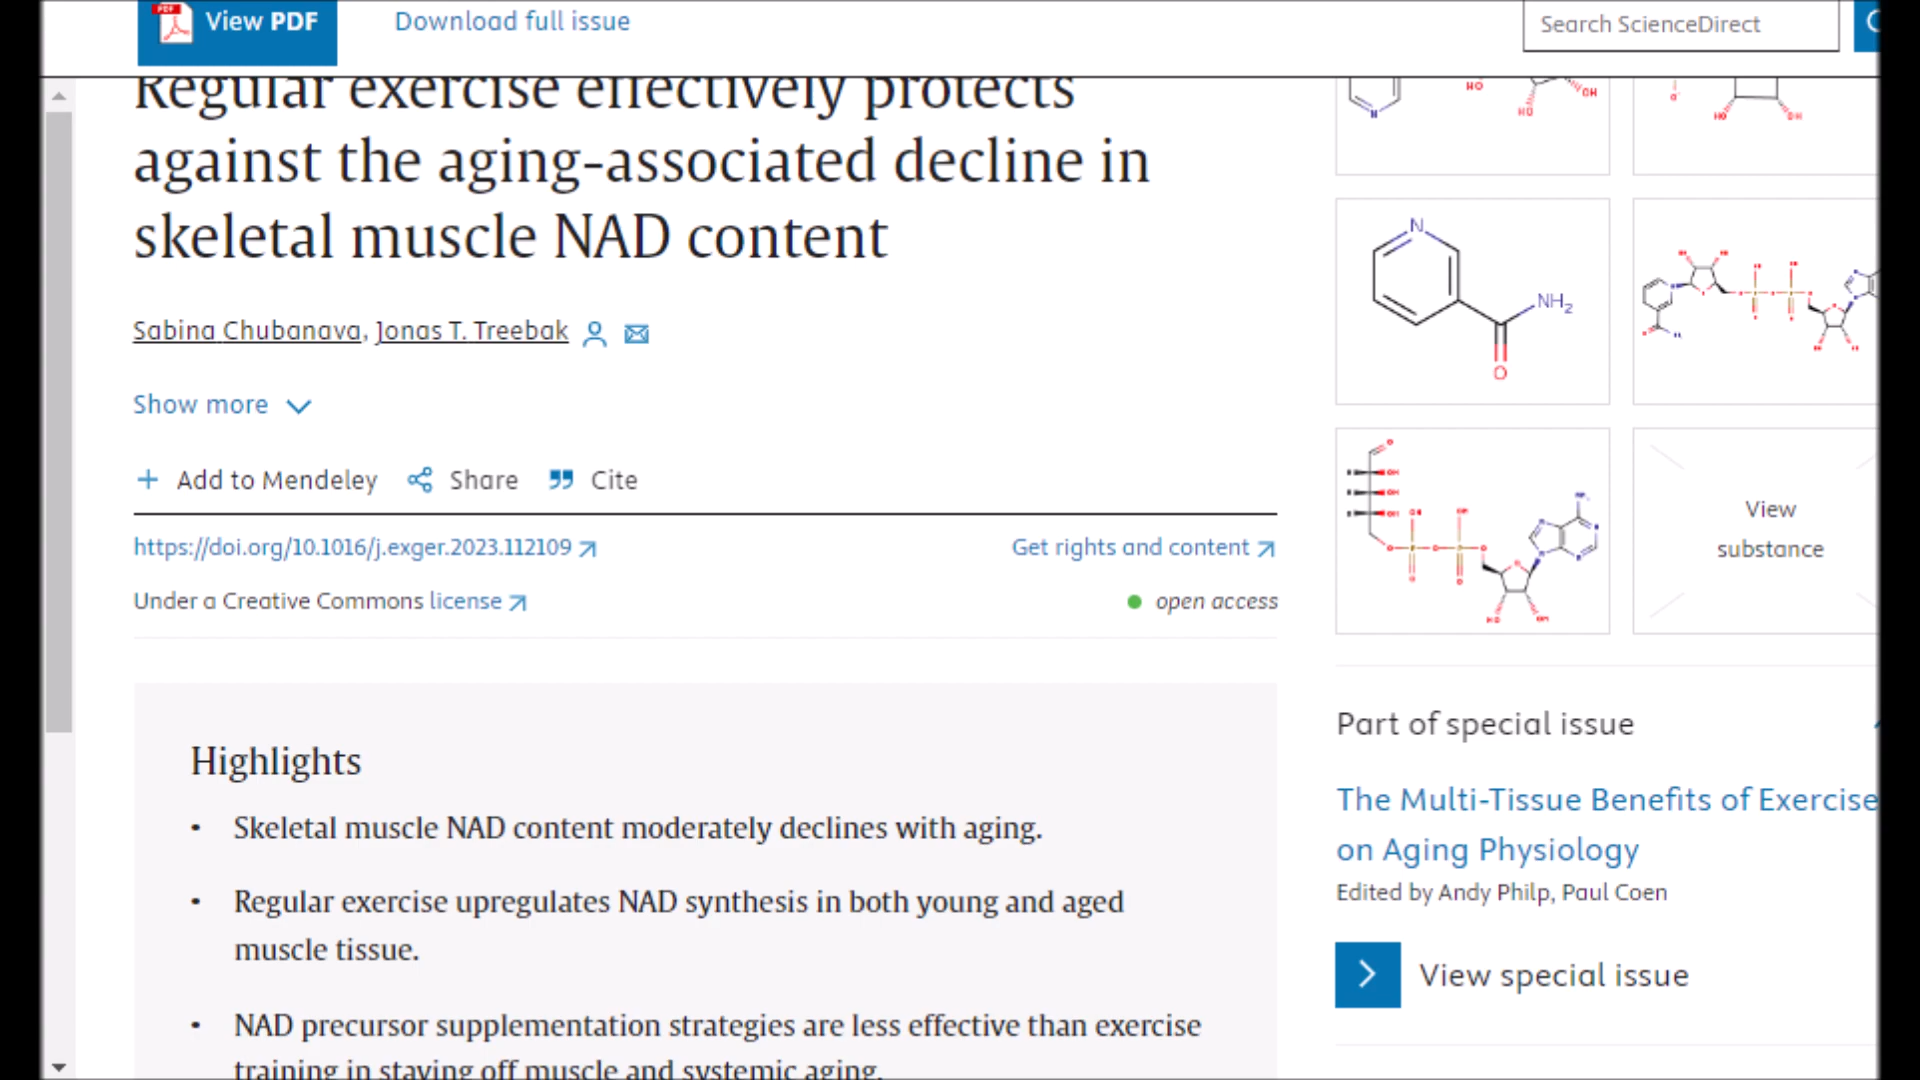 View PDF
Download full issue
Search ScienceDirect
Regular exercise effectively protects
against the aging-associated decline in
skeletal muscle NAD content
Sabina Chubanava, Jonas T. Treebak
Show more
+ Add to Mendeley Share Cite
https://doi.org/10.1016/j.exger.2023.112109
Get rights and content
Under a Creative Commons license
open access
Highlights
• Skeletal muscle NAD content moderately declines with aging.
• Regular exercise upregulates NAD synthesis in both young and aged
muscle tissue.
• NAD precursor supplementation strategies are less effective than exercise
training in staving off muscle and systemic aging.
HO
OH
HO
HO
OH
N
NH2
O
View
substance
Part of special issue
The Multi-Tissue Benefits of Exercise
on Aging Physiology
Edited by Andy Philp, Paul Coen
View special issue